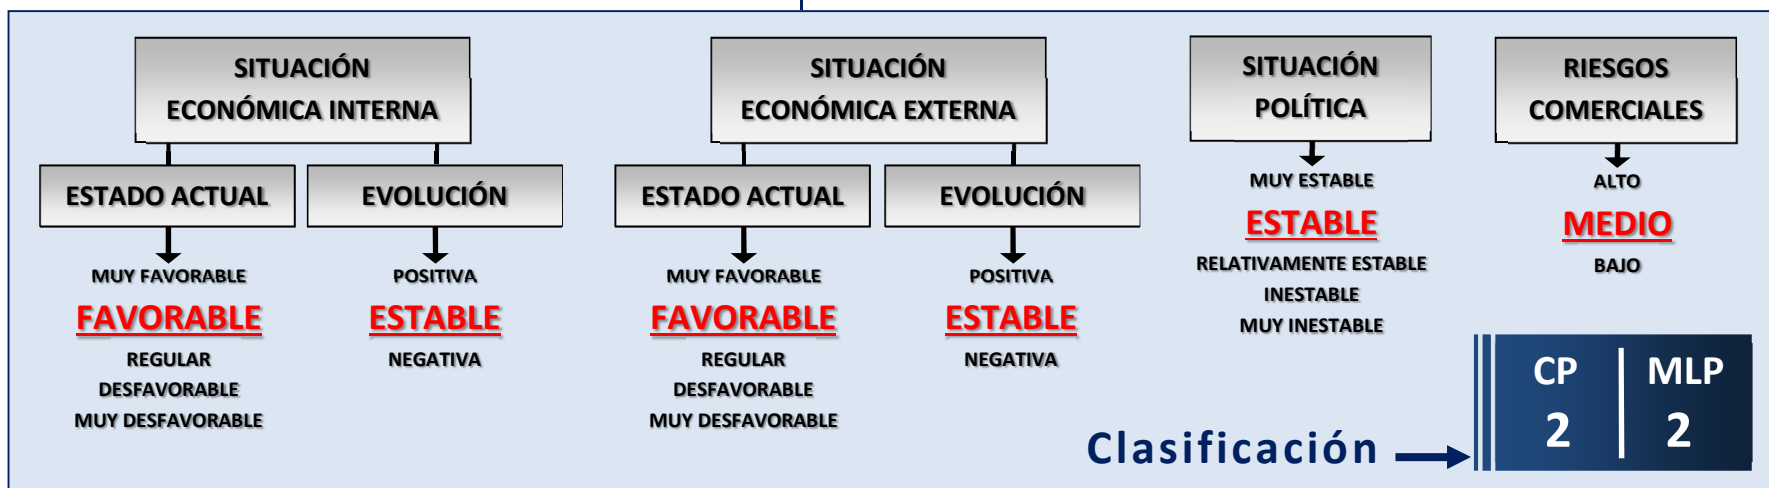 SITUACIÓN
ECONÓMICA INTERNA
ESTADO ACTUAL
MUY FAVORABLE
FAVORABLE
REGULAR
DESFAVORABLE
MUY DESFAVORABLE
EVOLUCIÓN
POSITIVA
ESTABLE
NEGATIVA
SITUACIÓN
ECONÓMICA EXTERNA
ESTADO ACTUAL
MUY FAVORABLE
FAVORABLE
REGULAR
DESFAVORABLE
MUY DESFAVORABLE
EVOLUCIÓN
POSITIVA
ESTABLE
NEGATIVA
SITUACIÓN
POLÍTICA
MUY ESTABLE
ESTABLE
RELATIVAMENTE ESTABLE
INESTABLE
MUY INESTABLE
RIESGOS
COMERCIALES
ALTO
MEDIO
BAJO
Clasificación
CP
2
MLP
2